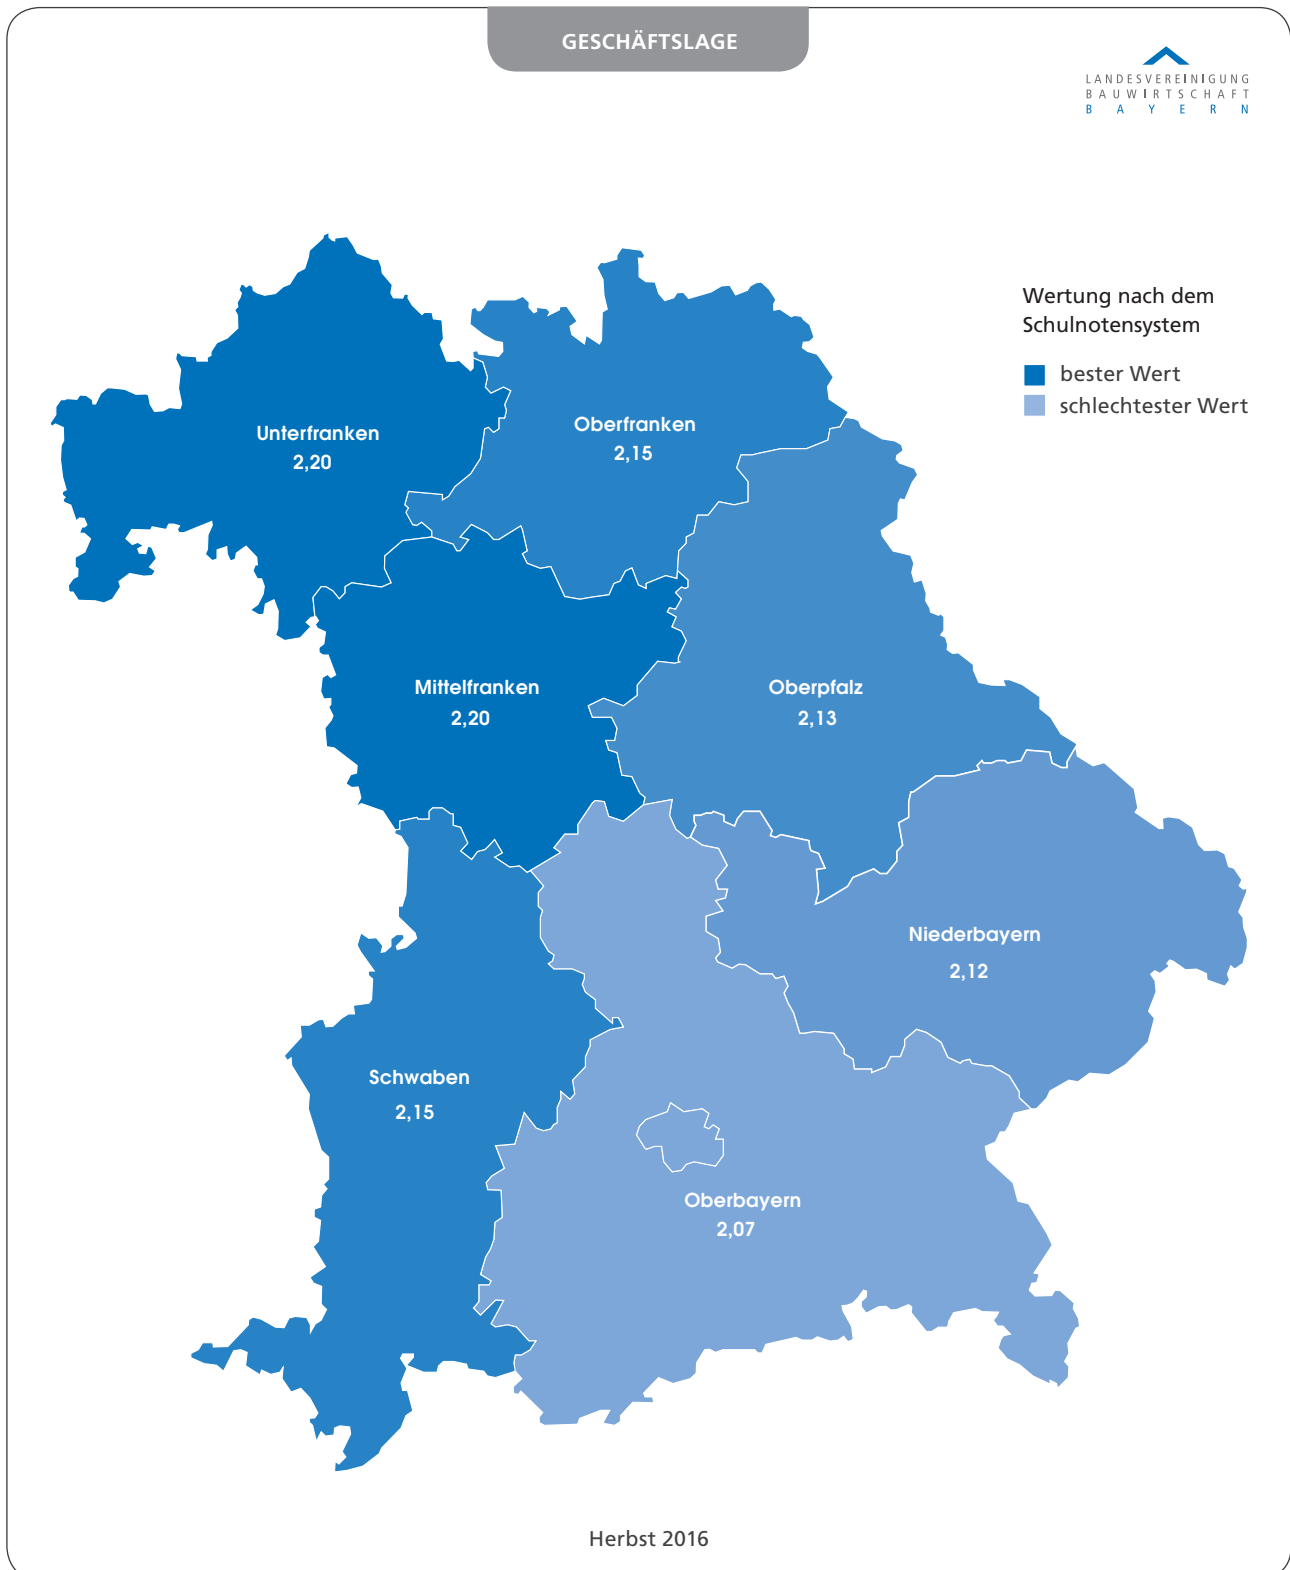 GESCHÄFTSLAGE
LANDESVEREINIGUNG
BAUWIRTSCHAFT
BAYERN
Wertung nach dem
Schulnotensystem
bester Wert
schlechtester Wert
Unterfranken
2,20
Oberfranken
2,15
Mittelfranken
2,20
Oberpfalz
2,13
Niederbayern
2,12
Schwaben
2,15
Oberbayern
2,07
Herbst 2016